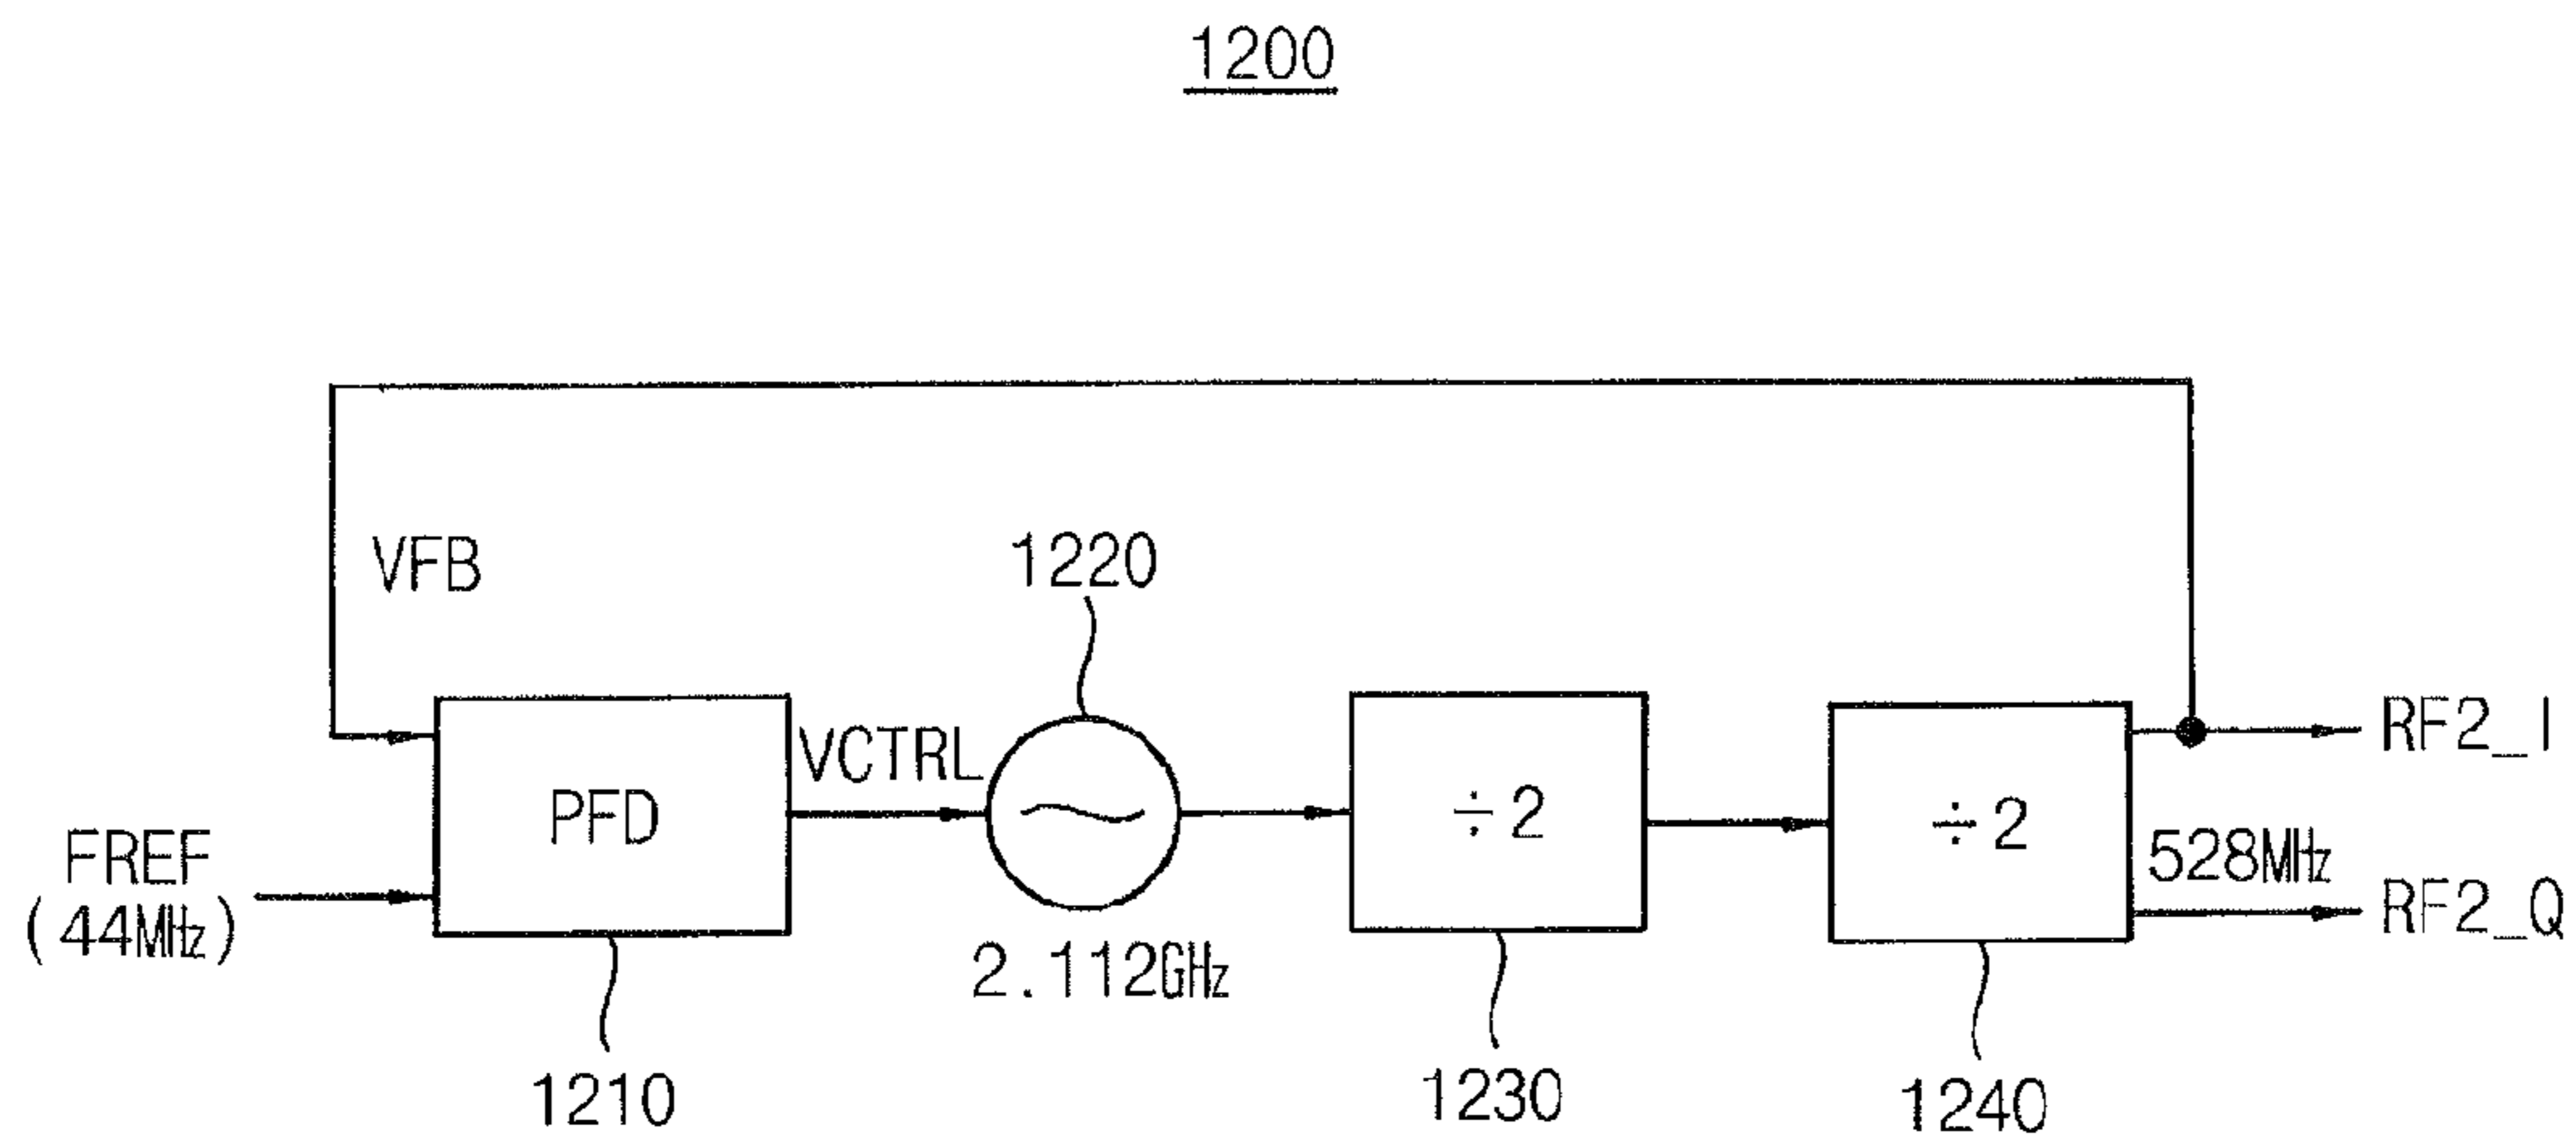 1200
VFB
1220
VCTRL
RF2_I
PFD
÷2
÷2
FREF
(44MHz)
528MHz
RF2_Q
2.112GHz
1210
1230
1240